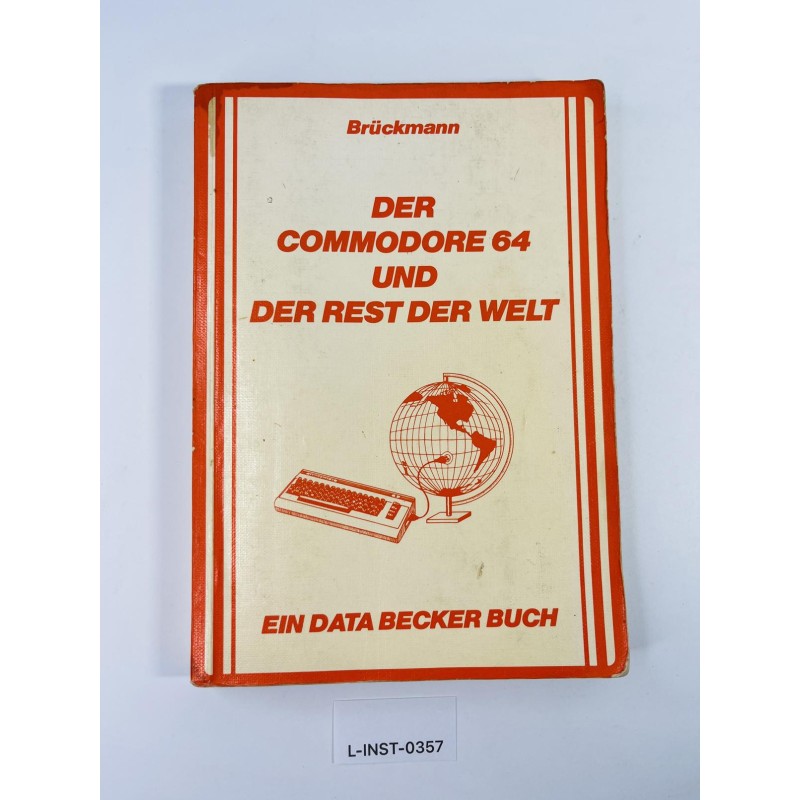 Brückmann
DER
COMMODORE 64
UND
DER REST DER WELT
EIN DATA BECKER BUCH
L-INST-0357